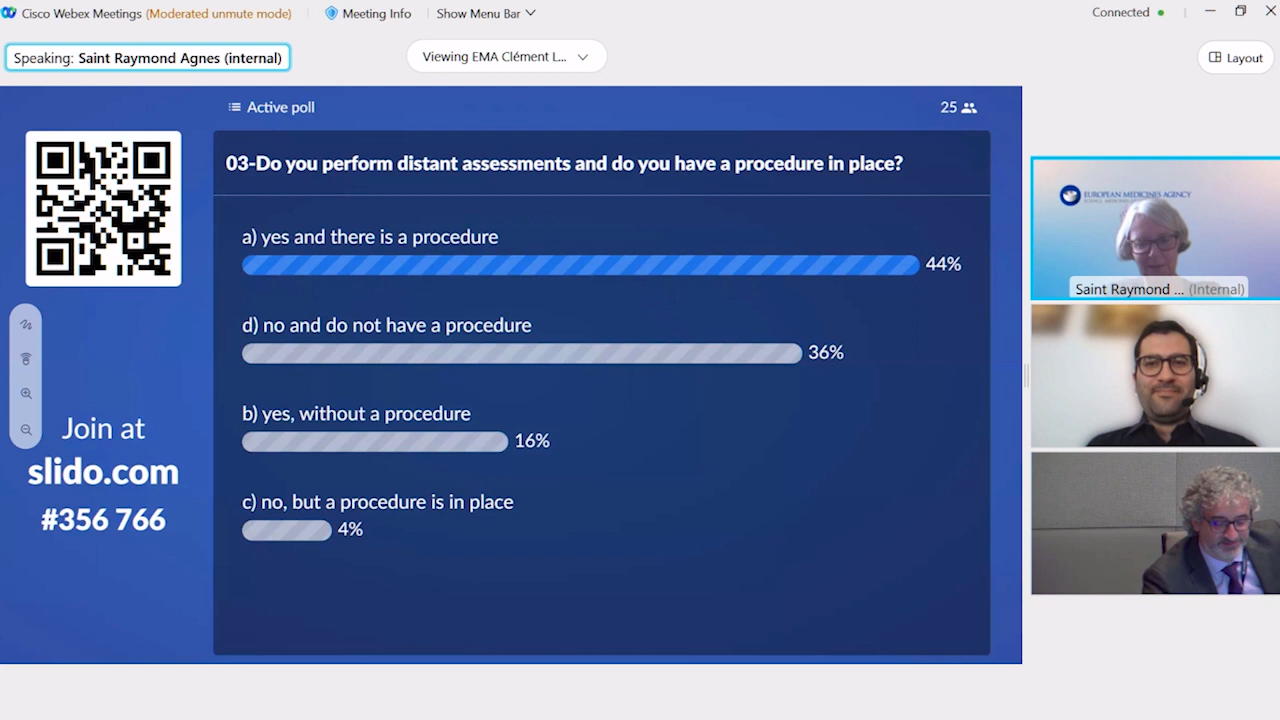 Cisco Webex Meetings (Moderated unmute mode)
Meeting Info
Show Menu Bar
Connected
Speaking: Saint Raymond Agnes (internal)
Viewing EMA Clément L...
Layout
Active poll
25
03-Do you perform distant assessments and do you have a procedure in place?
a) yes and there is a procedure
44%
d) no and do not have a procedure
36%
b) yes, without a procedure
16%
c) no, but a procedure is in place
4%
Join at
slido.com
#356 766
EUROPEAN MEDICINES AGENCY
Saint Raymond ... (Internal)